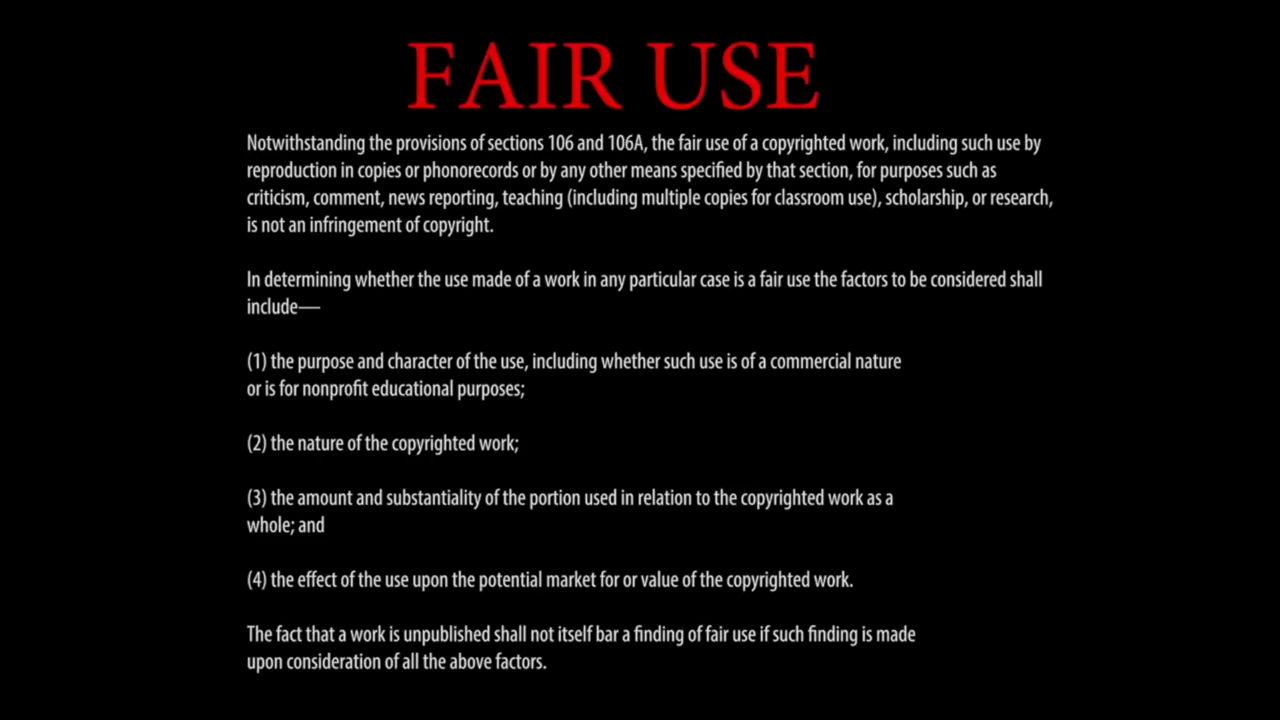 FAIR USE
Notwithstanding the provisions of sections 106 and 106A, the fair use of a copyrighted work, including such use by
reproduction in copies or phonorecords or by any other means specified by that section, for purposes such as
criticism, comment, news reporting, teaching (including multiple copies for classroom use), scholarship, or research,
is not an infringement of copyright.
In determining whether the use made of a work in any particular case is a fair use the factors to be considered shall
include—
(1) the purpose and character of the use, including whether such use is of a commercial nature
or is for nonprofit educational purposes;
(2) the nature of the copyrighted work;
(3) the amount and substantiality of the portion used in relation to the copyrighted work as a
whole; and
(4) the effect of the use upon the potential market for or value of the copyrighted work.
The fact that a work is unpublished shall not itself bar a finding of fair use if such finding is made
upon consideration of all the above factors.